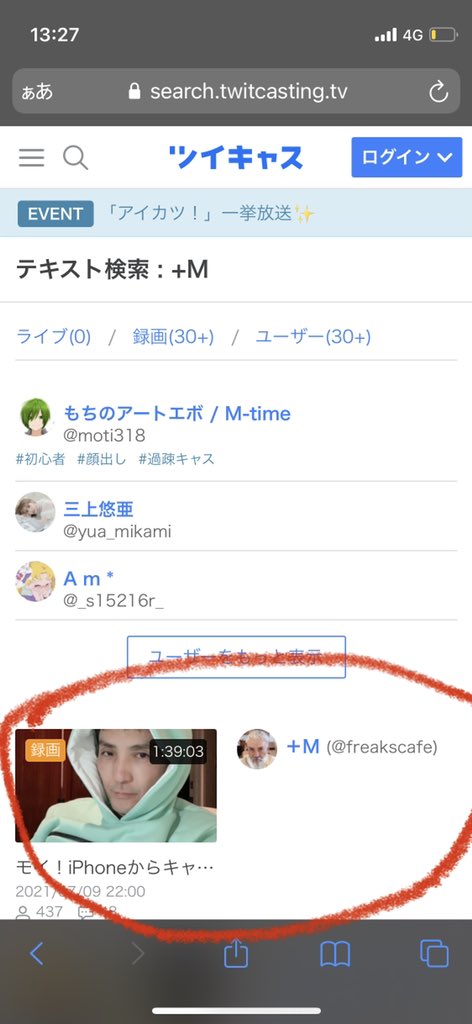 13:27
4G
ぁあ
search.twitcasting.tv
ツイキャス
ログイン
EVENT 「アイカツ！」一挙放送✨
テキスト検索 : +M
ライブ(0) / 録画(30+) / ユーザー(30+)
もちのアートエボ / M-time
@moti318
#初心者 #顔出し #過疎キャス
三上悠亜
@yua_mikami
A m *
@_s15216r_
ユーザーをもっと表示
録画
1:39:03
+M (@freakscafe)
モイ！iPhoneからキャ…
2021/07/09 22:00
437